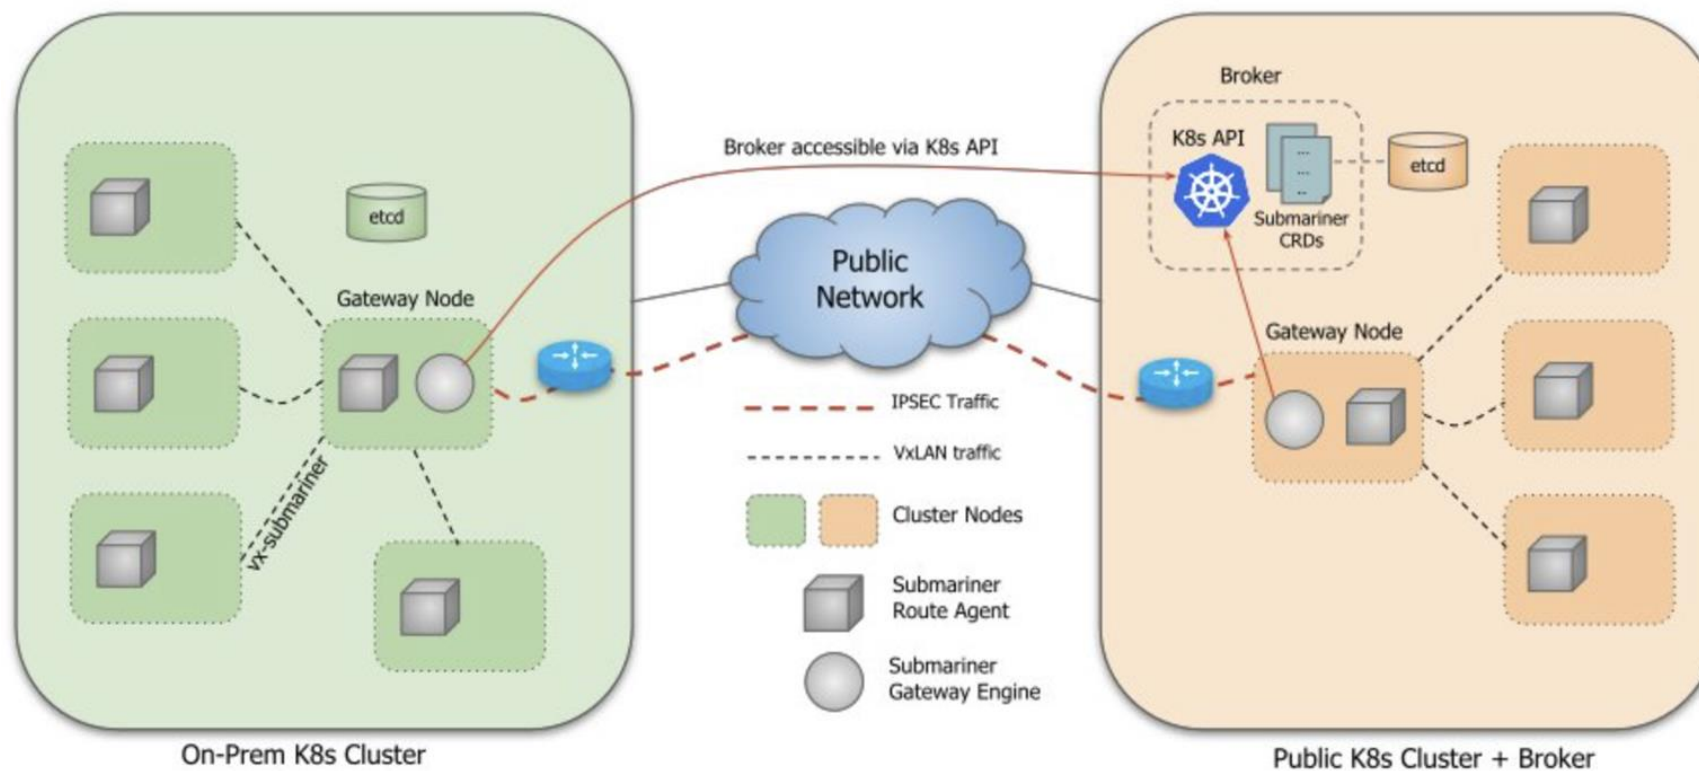 Broker
K8s API
etcd
Submariner
CRDs
Broker accessible via K8s API
etcd
Gateway Node
Public
Network
Gateway Node
vx-submariner
IPSEC Traffic
VxLAN traffic
Cluster Nodes
Submariner
Route Agent
Submariner
Gateway Engine
On-Prem K8s Cluster
Public K8s Cluster + Broker